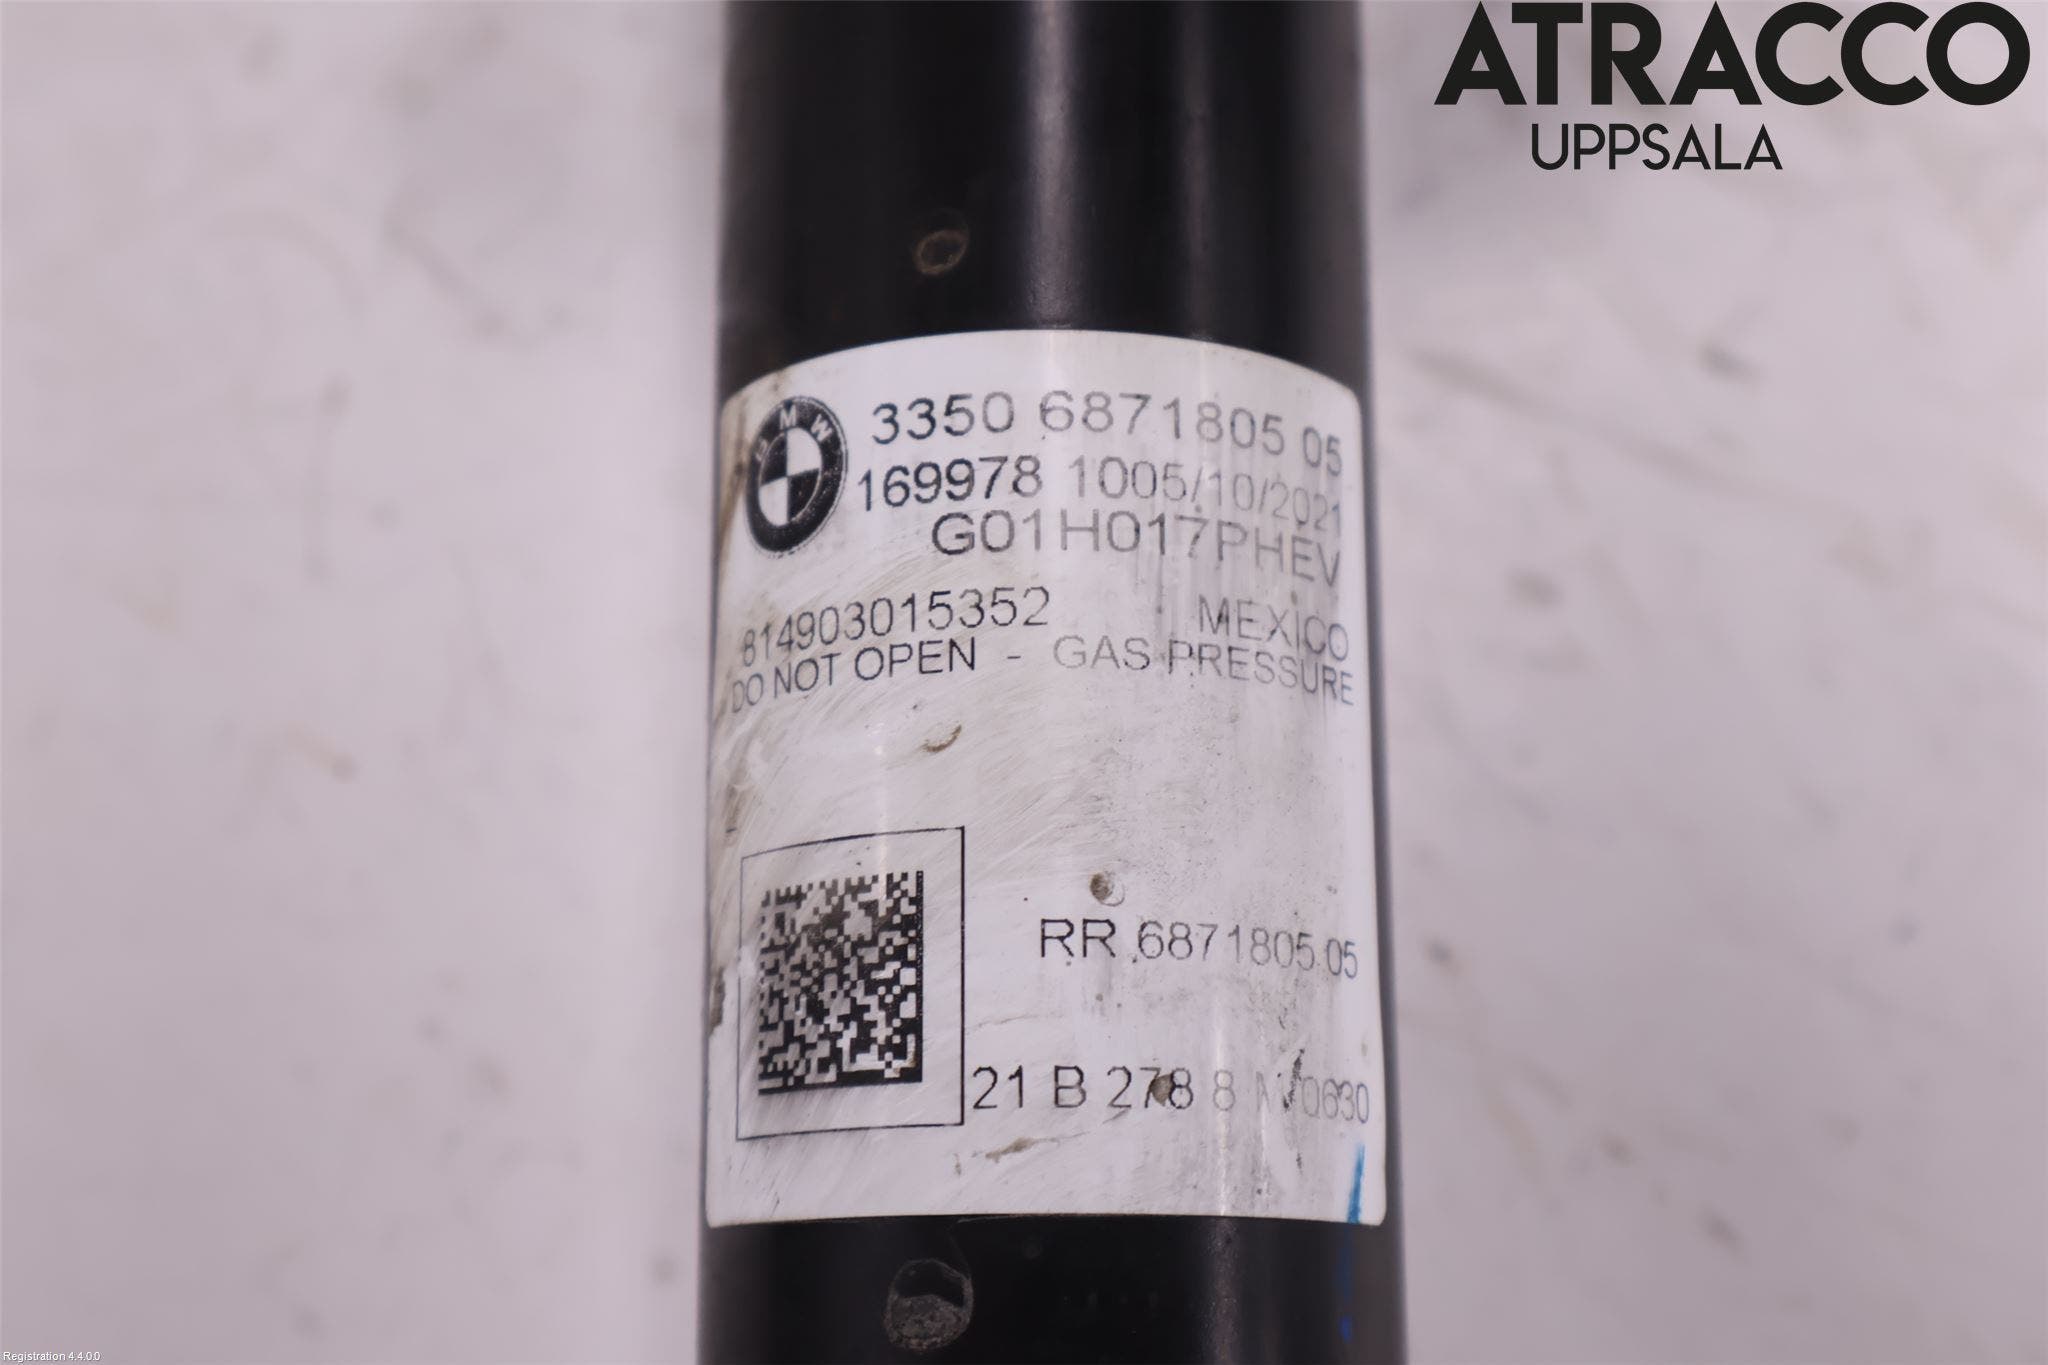 ATRACCO
UPPSALA
BMW
3350 6871805 05
169978 1005/10/2021
G01H017PHEV
814903015352 MEXICO
DO NOT OPEN - GAS PRESSURE
RR 6871805 05
21 B 278 8
Registration 4.4.0.0